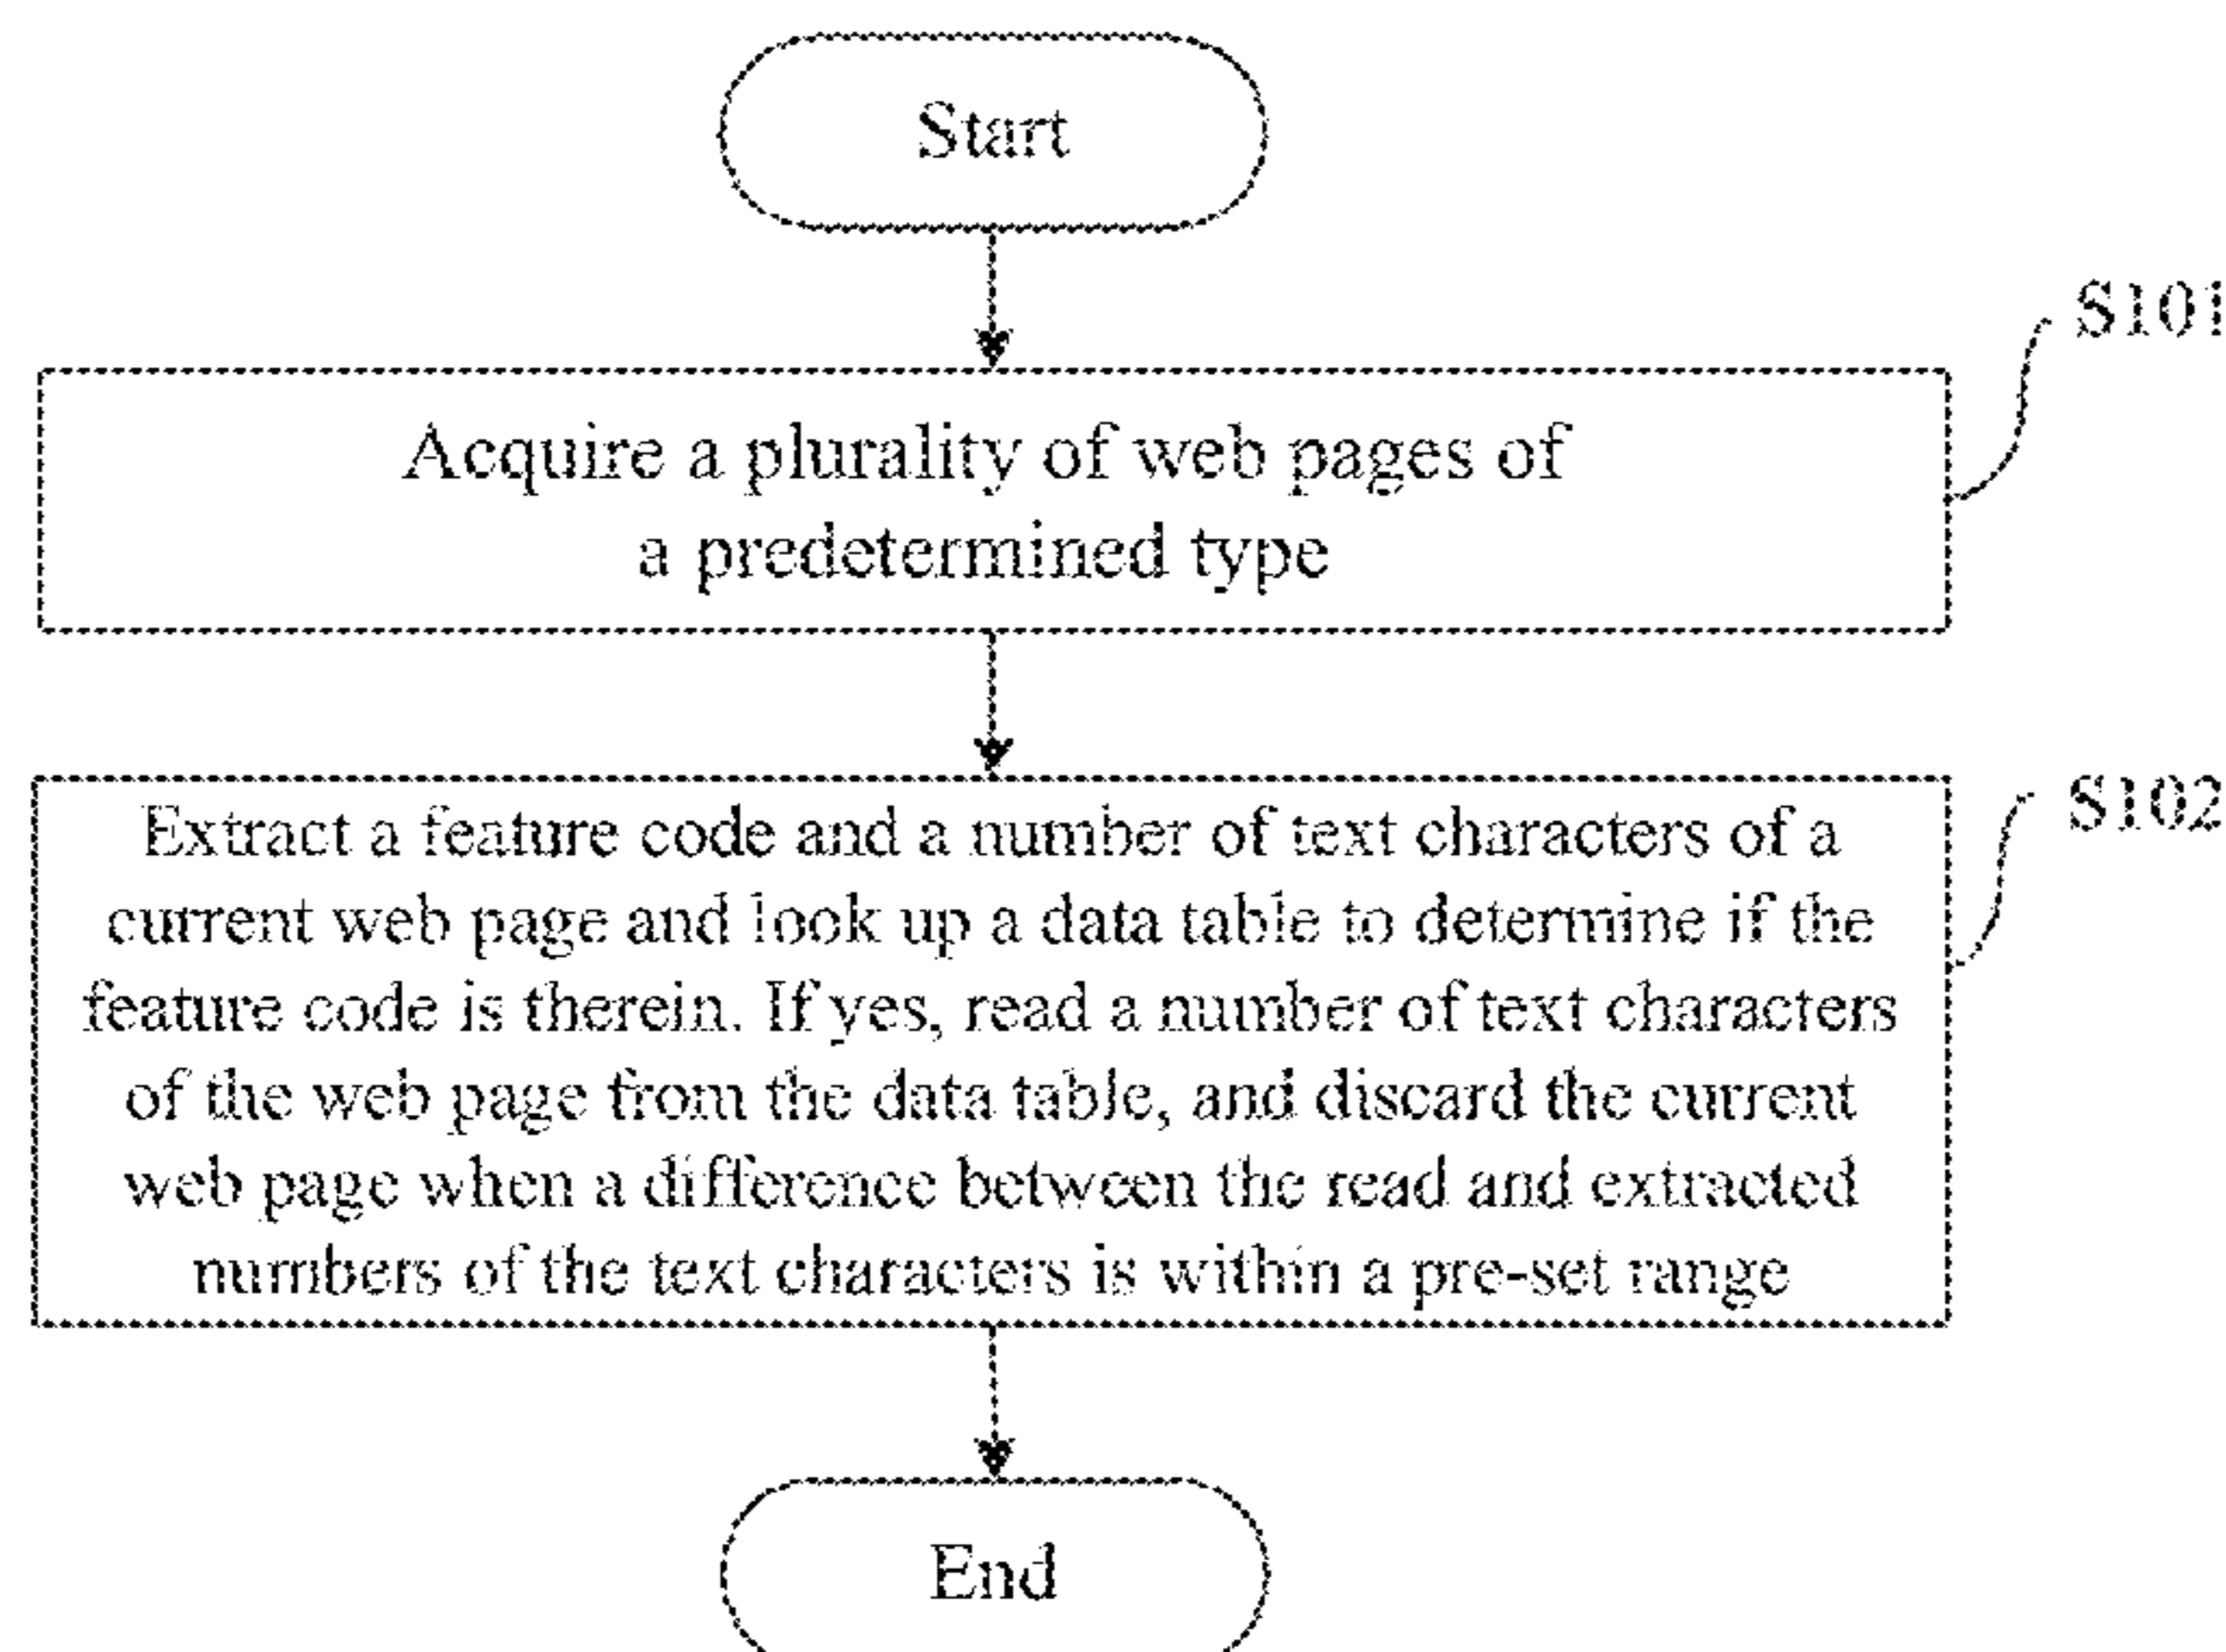 Start
S101
Acquire a plurality of web pages of
a predetermined type
S102
Extract a feature code and a number of text characters of a
current web page and look up a data table to determine if the
feature code is therein. If yes, read a number of text characters
of the web page from the data table, and discard the current
web page when a difference between the read and extracted
numbers of the text characters is within a pre-set range
End